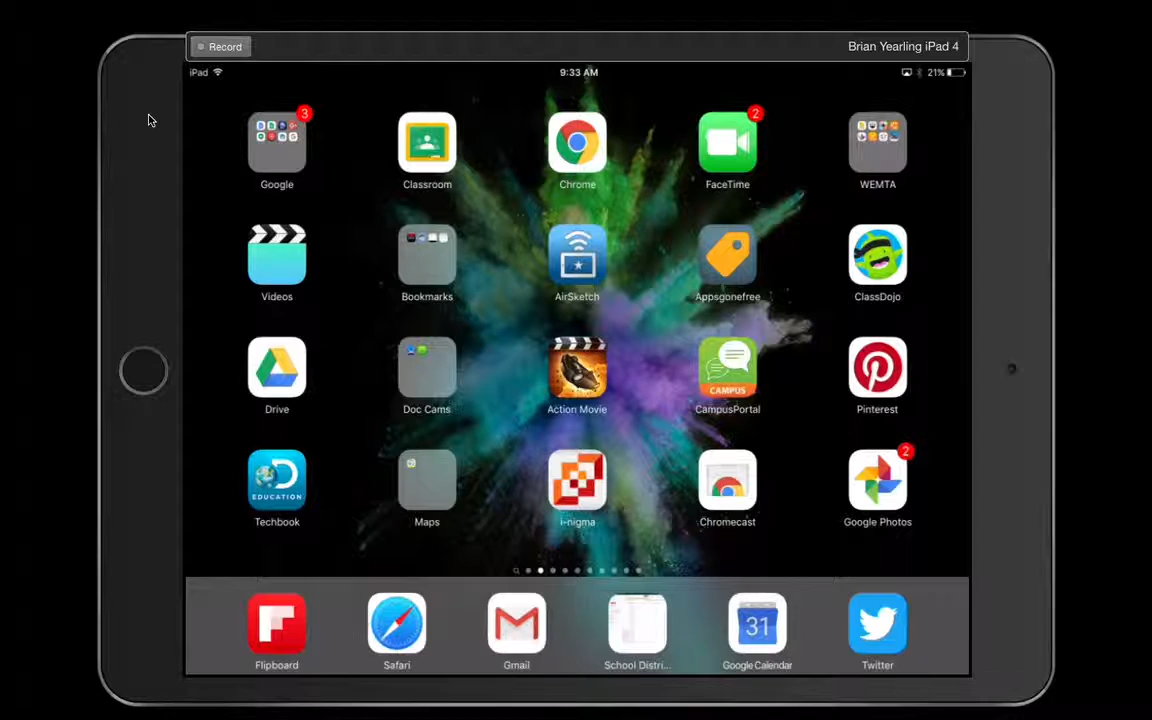 Record
Brian Yearling iPad 4
iPad 9:33 AM 21%
3
2
Google Classroom Chrome FaceTime WEMTA
Videos Bookmarks AirSketch Appsgonefree ClassDojo
CAMPUS
Drive Doc Cams Action Movie CampusPortal Pinterest
2
EDUCATION
Techbook Maps i-nigma Chromecast Google Photos
31
Flipboard Safari Gmail School Distri... Google Calendar Twitter